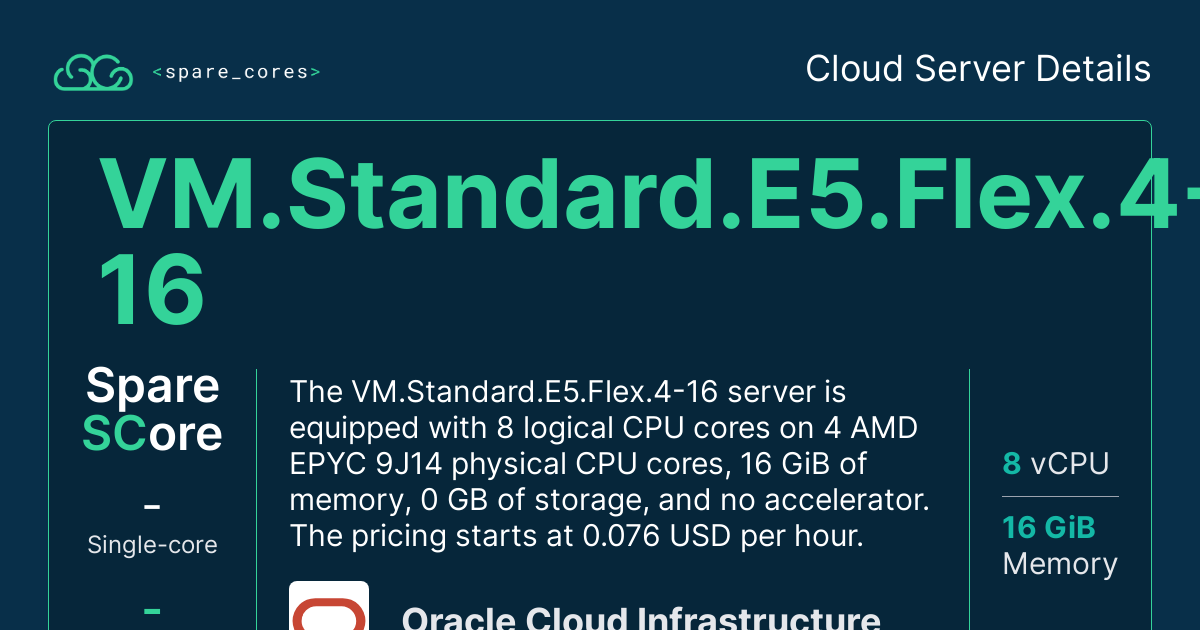 <spare_cores>
Cloud Server Details
VM.Standard.E5.Flex.4-
16
Spare
SCore
–
Single-core
–
The VM.Standard.E5.Flex.4-16 server is
equipped with 8 logical CPU cores on 4 AMD
EPYC 9J14 physical CPU cores, 16 GiB of
memory, 0 GB of storage, and no accelerator.
The pricing starts at 0.076 USD per hour.
Oracle Cloud Infrastructure
8 vCPU
16 GiB
Memory